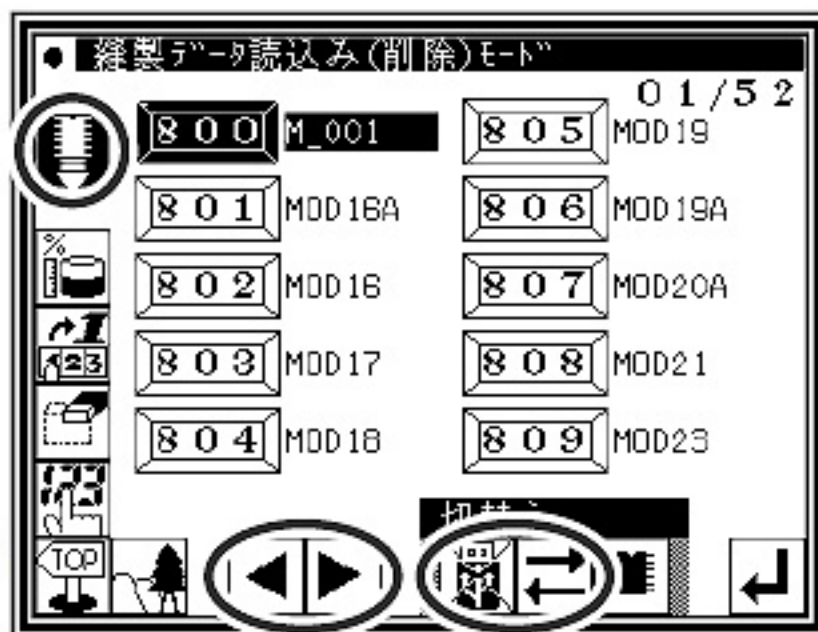 縫製ﾃﾞｰﾀ読込み(削除)ﾓｰﾄﾞ
01/52
800 M_001
805 MOD19
801 MOD16A
806 MOD19A
802 MOD16
807 MOD20A
803 MOD17
808 MOD21
804 MOD18
809 MOD23
%
1
123
TOP